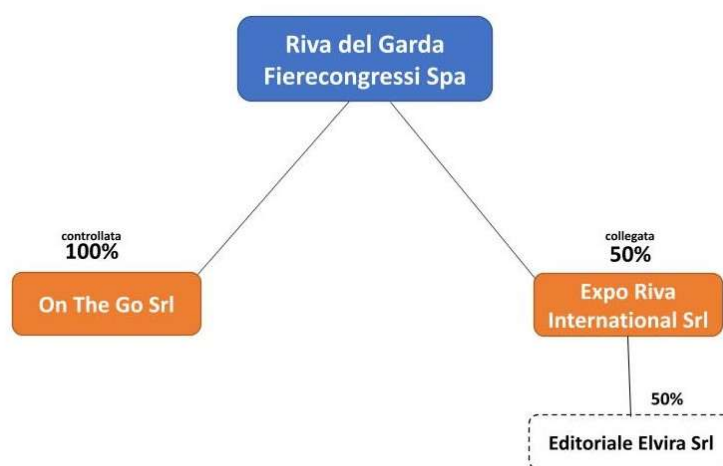 Riva del Garda
Fierecongressi Spa
controllata
100%
collegata
50%
On The Go Srl
Expo Riva
International Srl
50%
Editoriale Elvira Srl